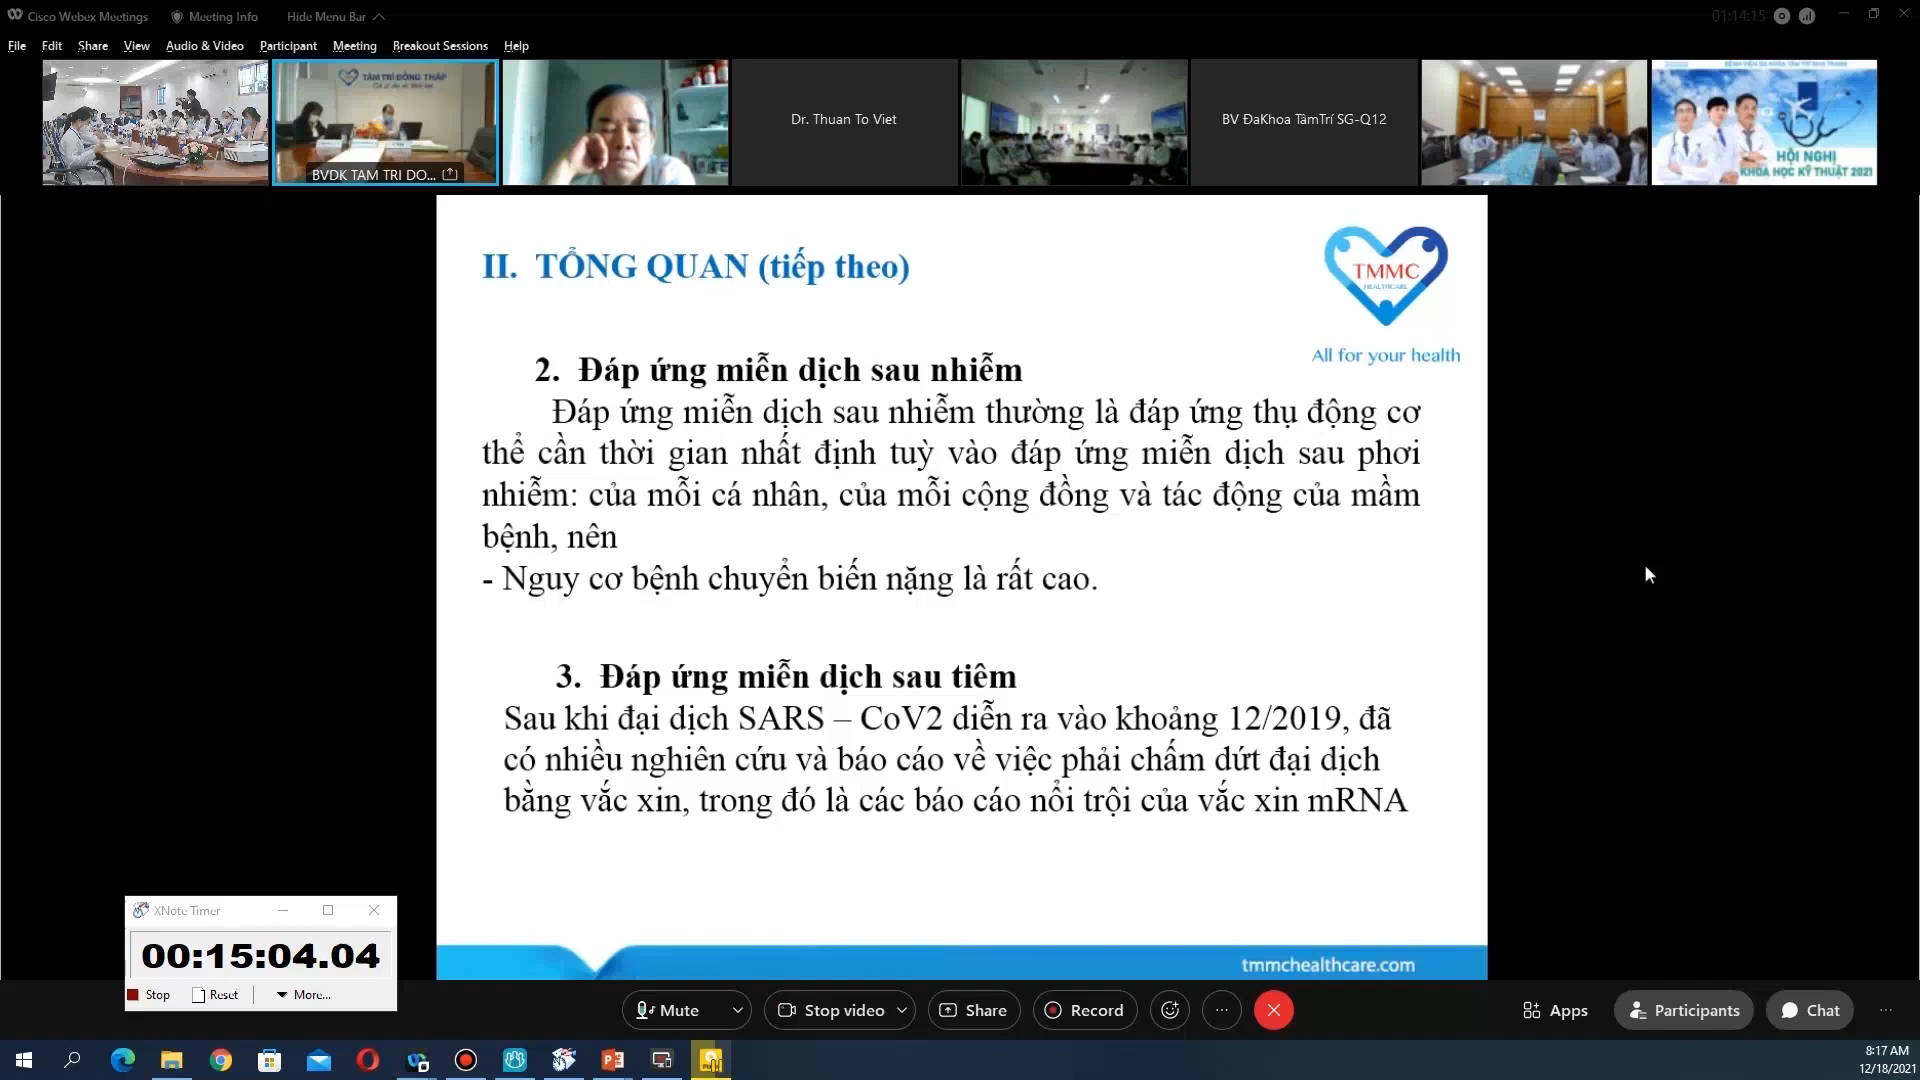 Cisco Webex Meetings
Meeting Info
Hide Menu Bar
01:14:15
File Edit Share View Audio & Video Participant Meeting Breakout Sessions Help
TÂM TRÍ ĐỒNG THÁP
BVDK TAM TRI DO...
Dr. Thuan To Viet
BV ĐaKhoa TâmTrí SG-Q12
HỘI NGHỊ
KHOA HỌC KỸ THUẬT 2021
II. TỔNG QUAN (tiếp theo)
TMMC
HEALTHCARE
All for your health
2. Đáp ứng miễn dịch sau nhiễm
Đáp ứng miễn dịch sau nhiễm thường là đáp ứng thụ động cơ
thể cần thời gian nhất định tuỳ vào đáp ứng miễn dịch sau phơi
nhiễm: của mỗi cá nhân, của mỗi cộng đồng và tác động của mầm
bệnh, nên
- Nguy cơ bệnh chuyển biến nặng là rất cao.
3. Đáp ứng miễn dịch sau tiêm
Sau khi đại dịch SARS – CoV2 diễn ra vào khoảng 12/2019, đã
có nhiều nghiên cứu và báo cáo về việc phải chấm dứt đại dịch
bằng vắc xin, trong đó là các báo cáo nổi trội của vắc xin mRNA
tmmchealthcare.com
XNote Timer
00:15:04.04
Stop Reset More...
Mute Stop video Share Record Apps Participants Chat
8:17 AM
12/18/2021